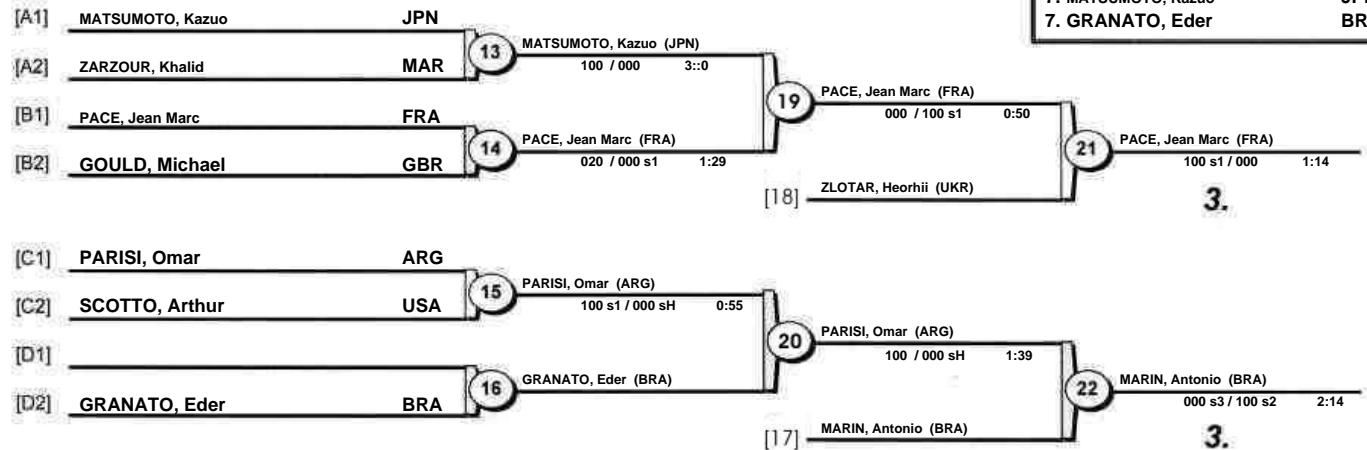 7. MATSUMOTO, Kazuo
7. GRANATO, Eder BR
[A1] MATSUMOTO, Kazuo JPN
13 MATSUMOTO, Kazuo (JPN)
100 / 000 3::0
[A2] ZARZOUR, Khalid MAR
19 PACE, Jean Marc (FRA)
000 / 100 s1 0:50
[B1] PACE, Jean Marc FRA
14 PACE, Jean Marc (FRA)
020 / 000 s1 1:29
21 PACE, Jean Marc (FRA)
100 s1 / 000 1:14
[B2] GOULD, Michael GBR
[18] ZLOTAR, Heorhii (UKR)
3.
[C1] PARISI, Omar ARG
15 PARISI, Omar (ARG)
100 s1 / 000 sH 0:55
[C2] SCOTTO, Arthur USA
20 PARISI, Omar (ARG)
100 / 000 sH 1:39
[D1]
16 GRANATO, Eder (BRA)
22 MARIN, Antonio (BRA)
000 s3 / 100 s2 2:14
[D2] GRANATO, Eder BRA
[17] MARIN, Antonio (BRA)
3.